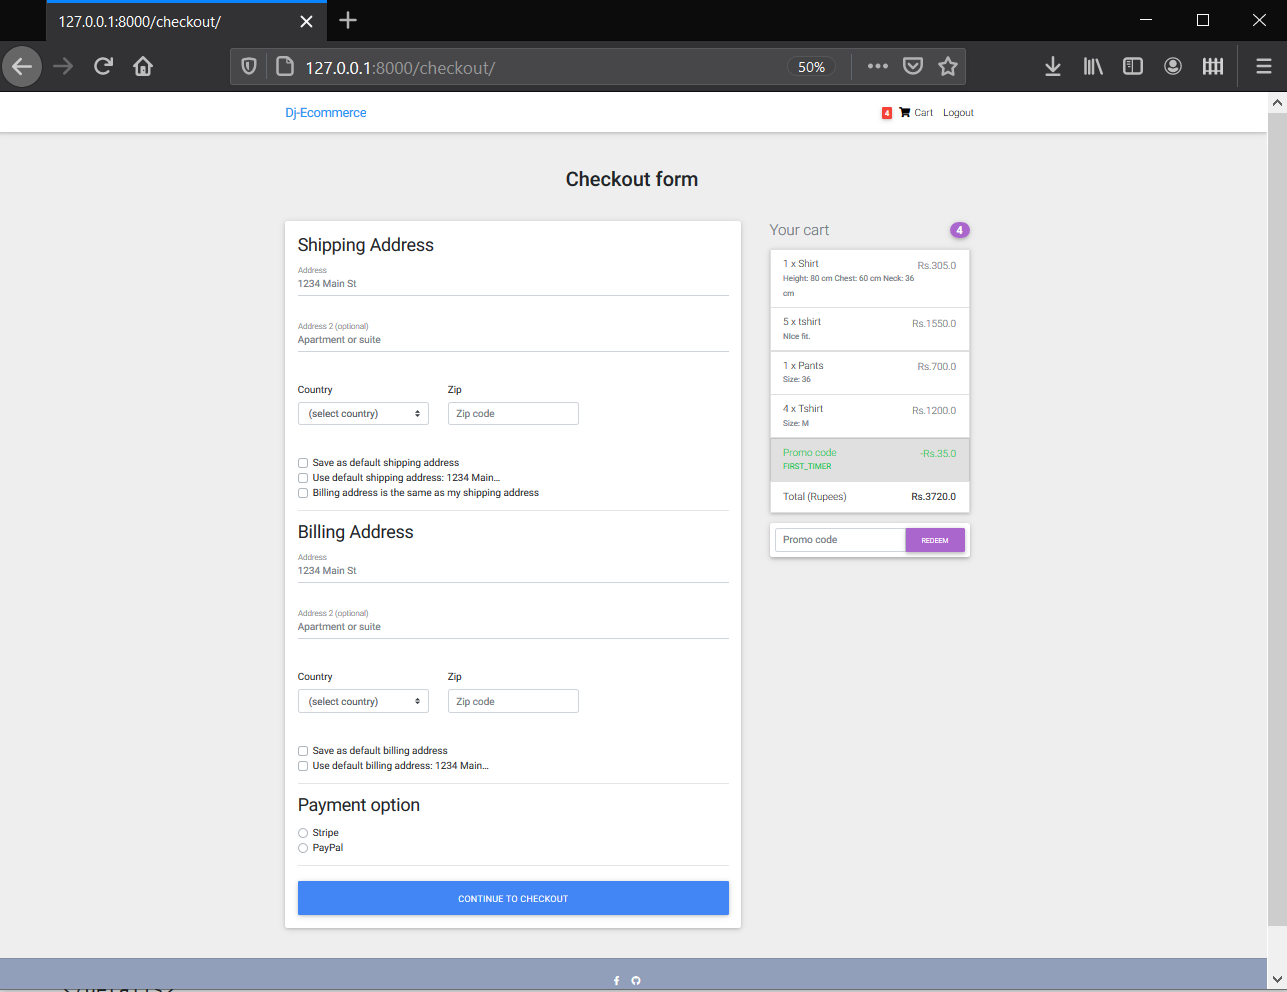 127.0.0.1:8000/checkout/
127.0.0.1:8000/checkout/
50%
Dj-Ecommerce
4
Cart
Logout
Checkout form
Shipping Address
Address
1234 Main St
Address 2 (optional)
Apartment or suite
Country
Zip
(select country)
Zip code
Save as default shipping address
Use default shipping address: 1234 Main...
Billing address is the same as my shipping address
Billing Address
Address
1234 Main St
Address 2 (optional)
Apartment or suite
Country
Zip
(select country)
Zip code
Save as default billing address
Use default billing address: 1234 Main...
Payment option
Stripe
PayPal
CONTINUE TO CHECKOUT
Your cart
4
1 x Shirt
Rs.305.0
Height: 80 cm Chest: 60 cm Neck: 36
cm
5 x tshirt
Rs.1550.0
NIce fit.
1 x Pants
Rs.700.0
Size: 36
4 x Tshirt
Rs.1200.0
Size: M
Promo code
-Rs.35.0
FIRST_TIMER
Total (Rupees)
Rs.3720.0
Promo code
REDEEM